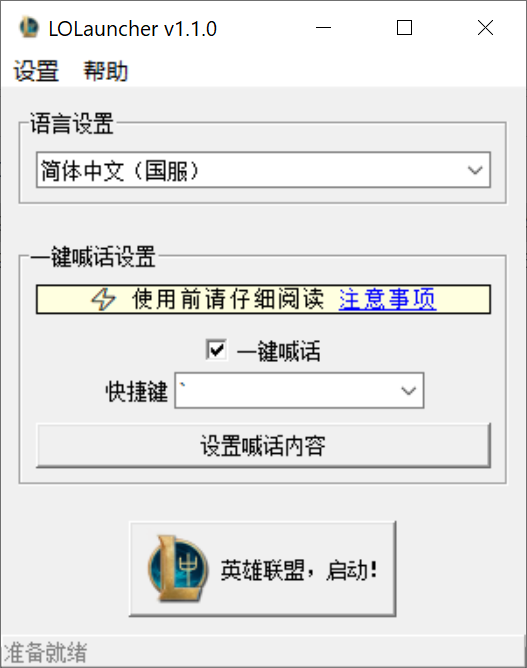 LOLauncher v1.1.0
设置 帮助
语言设置
简体中文（国服）
一键喊话设置
使用前请仔细阅读 注意事项
一键喊话
快捷键 `
设置喊话内容
英雄联盟，启动！
准备就绪